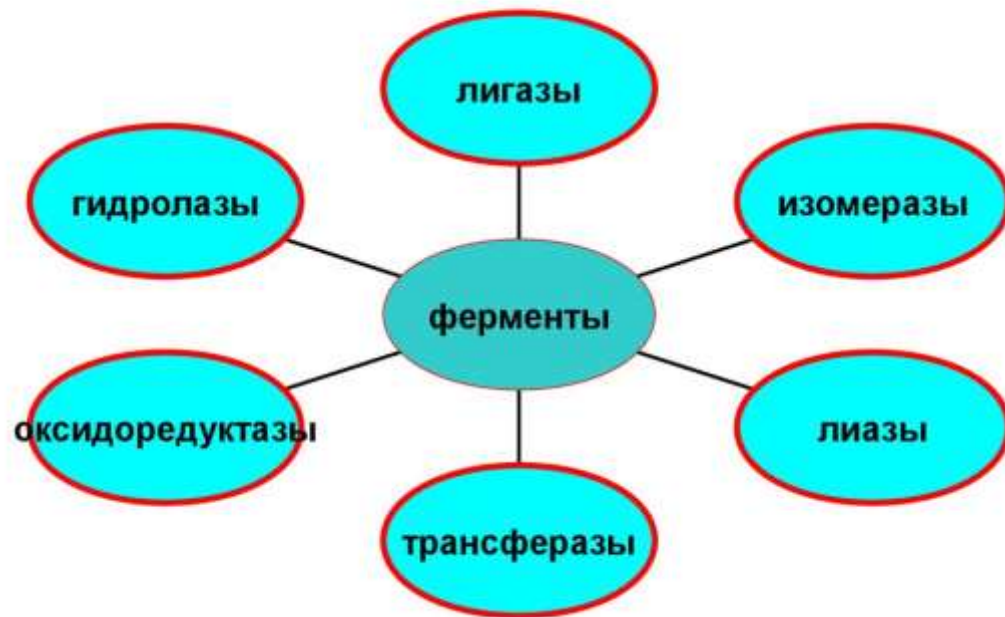 лигазы
гидролазы
изомеразы
ферменты
оксидоредуктазы
лиазы
трансферазы